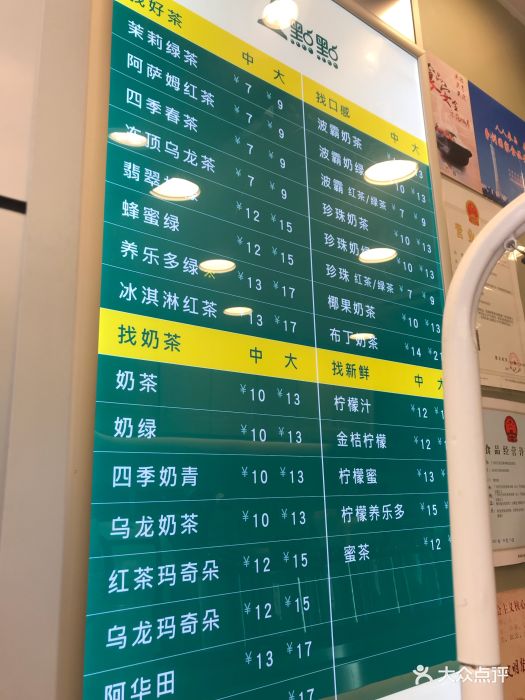 點點
找好茶 中 大
茉莉绿茶 ¥7 ¥9
阿萨姆红茶 ¥7 ¥9
四季春茶 ¥7 ¥9
冻顶乌龙茶 ¥7 ¥9
翡翠 ¥12 ¥15
蜂蜜绿 ¥12 ¥15
养乐多绿 ¥13 ¥17
冰淇淋红茶 ¥13 ¥17
找奶茶 中 大
奶茶 ¥10 ¥13
奶绿 ¥10 ¥13
四季奶青 ¥10 ¥13
乌龙奶茶 ¥10 ¥13
红茶玛奇朵 ¥12 ¥15
乌龙玛奇朵 ¥12 ¥15
阿华田 ¥13 ¥17
找口感 中 大
波霸奶茶 13
波霸奶绿 ¥10 ¥13
波霸 红茶/绿茶 ¥7 ¥9
珍珠奶茶 ¥10 ¥13
珍珠奶绿 ¥10 ¥13
珍珠 红茶/绿茶 ¥7 ¥9
椰果奶茶 ¥10 ¥13
布丁奶茶 ¥14
找新鲜 中 大
柠檬汁 ¥12
金桔柠檬 ¥12
柠檬蜜 ¥13
柠檬养乐多 ¥15
蜜茶 ¥12
食品经营许
大众点评